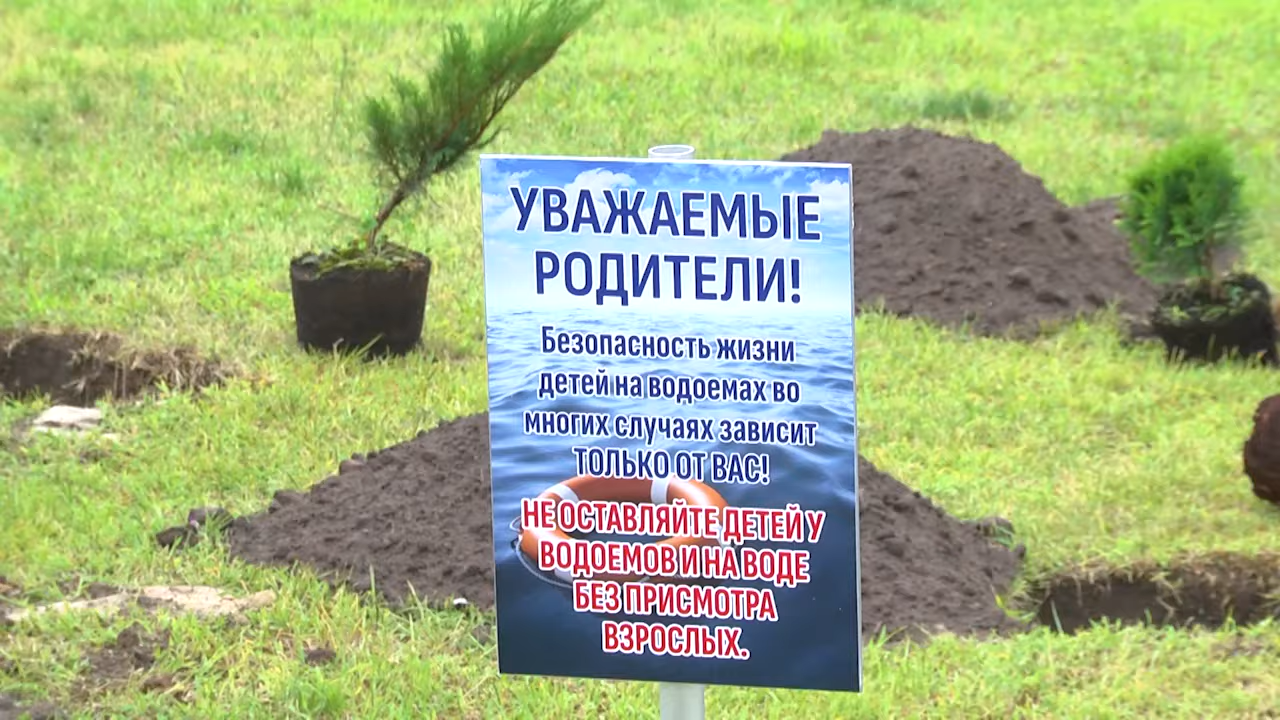 УВАЖАЕМЫЕ
РОДИТЕЛИ!
Безопасность жизни
детей на водоемах во
многих случаях зависит
ТОЛЬКО ОТ ВАС!
НЕ ОСТАВЛЯЙТЕ ДЕТЕЙ У
ВОДОЕМОВ И НА ВОДЕ
БЕЗ ПРИСМОТРА
ВЗРОСЛЫХ.